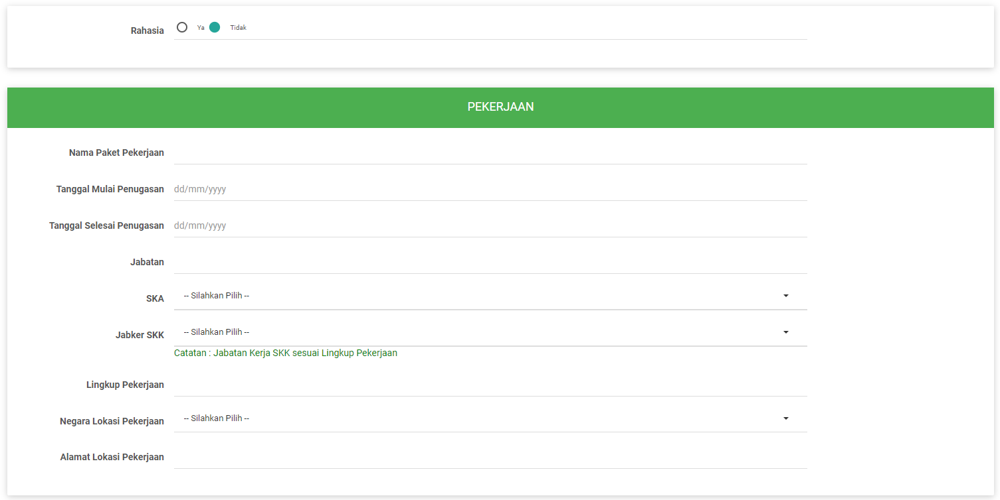 Rahasia Ya Tidak
PEKERJAAN
Nama Paket Pekerjaan
Tanggal Mulai Penugasan dd/mm/yyyy
Tanggal Selesai Penugasan dd/mm/yyyy
Jabatan
SKA -- Silahkan Pilih --
Jabker SKK -- Silahkan Pilih --
Catatan : Jabatan Kerja SKK sesuai Lingkup Pekerjaan
Lingkup Pekerjaan
Negara Lokasi Pekerjaan -- Silahkan Pilih --
Alamat Lokasi Pekerjaan